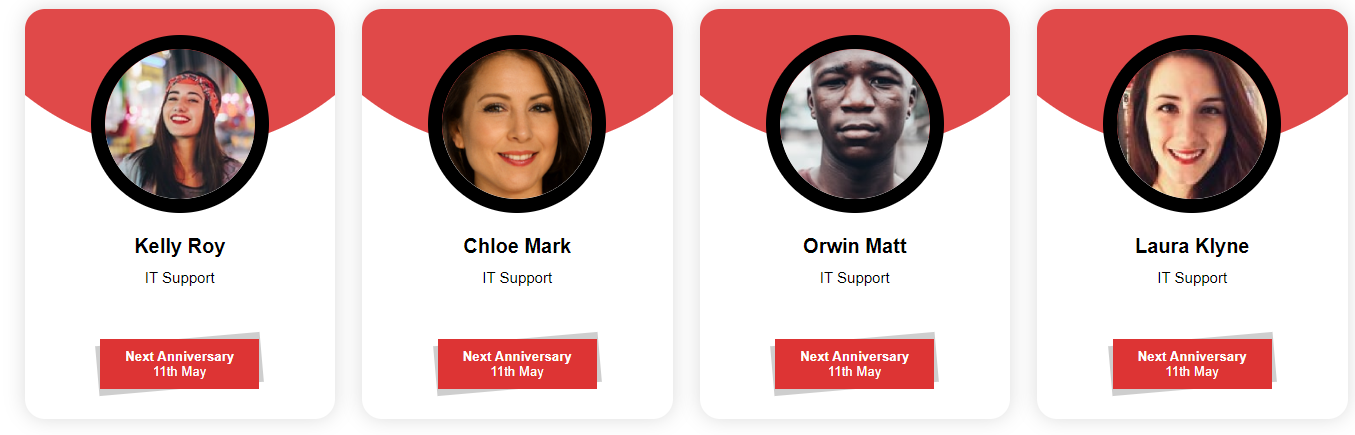 Kelly Roy
IT Support
Next Anniversary
11th May
Chloe Mark
IT Support
Next Anniversary
11th May
Orwin Matt
IT Support
Next Anniversary
11th May
Laura Klyne
IT Support
Next Anniversary
11th May